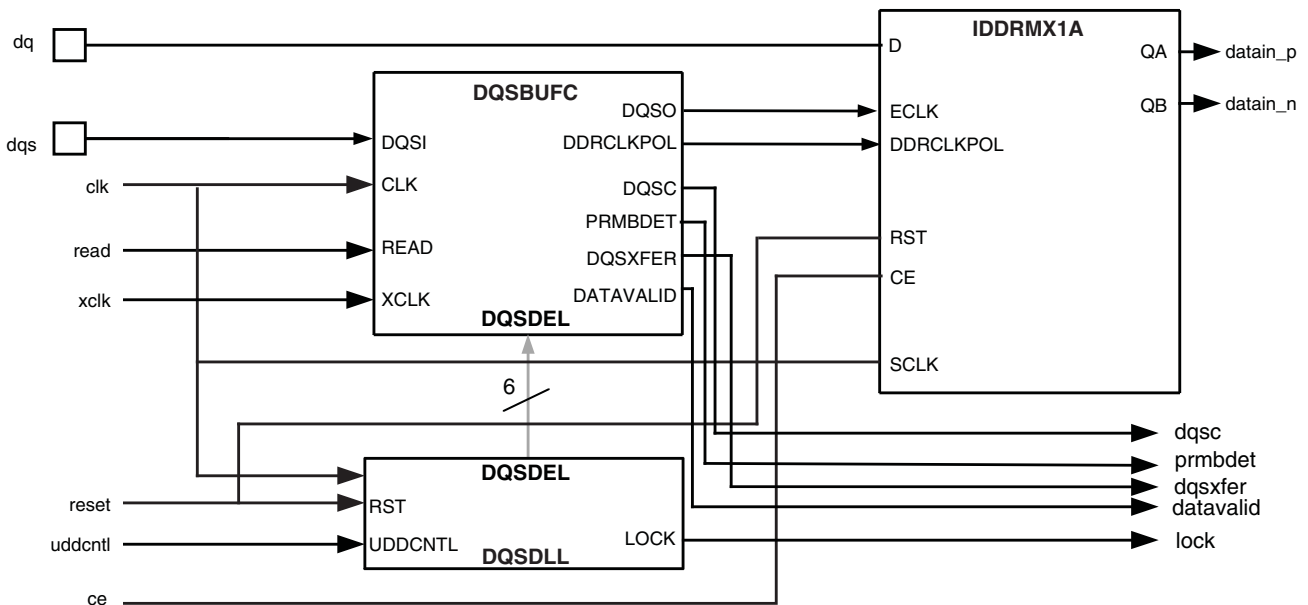 IDDRMX1A
dq
D
QA
datain_p
DQSBUFC
QB
datain_n
DQSO
ECLK
dqs
DQSI
DDRCLKPOL
DDRCLKPOL
clk
CLK
DQSC
PRMBDET
RST
read
READ
DQSXFER
CE
xclk
XCLK
DATAVALID
DQSDEL
SCLK
6
dqsc
DQSDEL
prmbdet
dqsxfer
reset
RST
datavalid
uddcntl
UDDCNTL
LOCK
lock
DQSDLL
ce